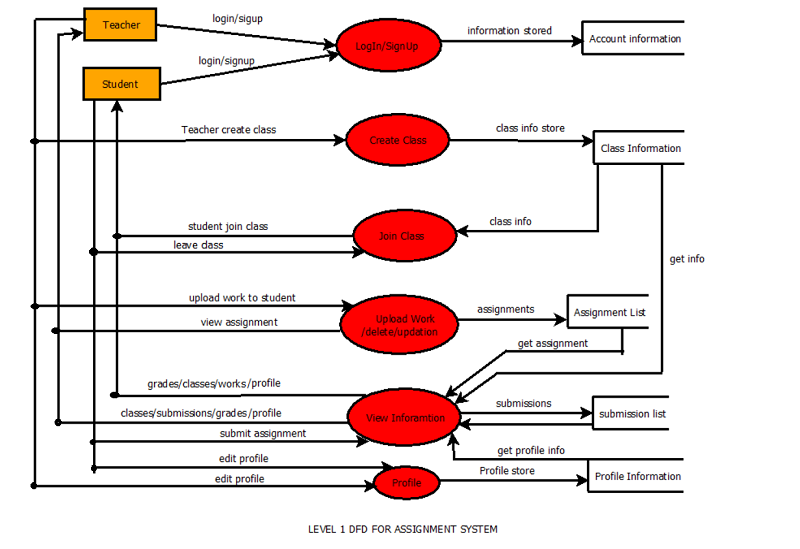 Teacher
login/sigup
LogIn/SignUp
information stored
Account information
login/signup
Student
Teacher create class
Create Class
class info store
Class Information
student join class
leave class
Join Class
class info
get info
upload work to student
view assignment
Upload Work
/delete/updation
assignments
Assignment List
get assignment
grades/classes/works/profile
classes/submissions/grades/profile
submit assignment
View Inforamtion
submissions
submission list
edit profile
edit profile
Profile
get profile info
Profile store
Profile Information
LEVEL 1 DFD FOR ASSIGNMENT SYSTEM